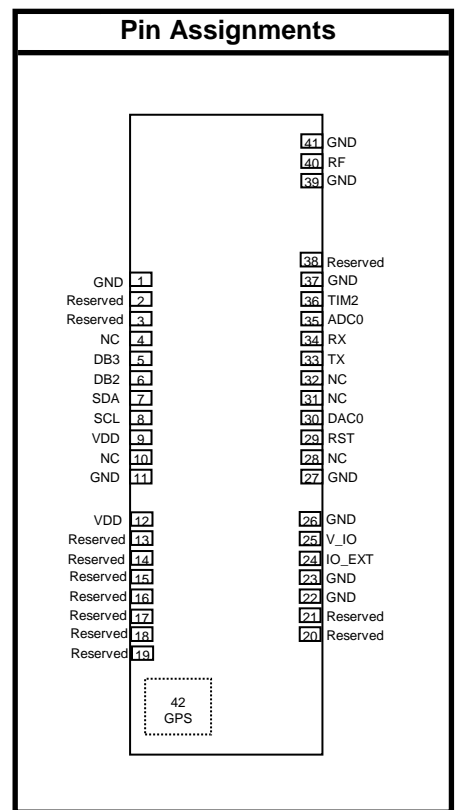 Pin Assignments
41 GND
40 RF
39 GND
38 Reserved
GND 1
37 GND
Reserved 2
36 TIM2
Reserved 3
35 ADC0
NC 4
34 RX
DB3 5
33 TX
DB2 6
32 NC
SDA 7
31 NC
SCL 8
30 DAC0
VDD 9
29 RST
NC 10
28 NC
GND 11
27 GND
VDD 12
26 GND
Reserved 13
25 V_IO
Reserved 14
24 IO_EXT
Reserved 15
23 GND
Reserved 16
22 GND
Reserved 17
21 Reserved
Reserved 18
20 Reserved
Reserved 19
42
GPS